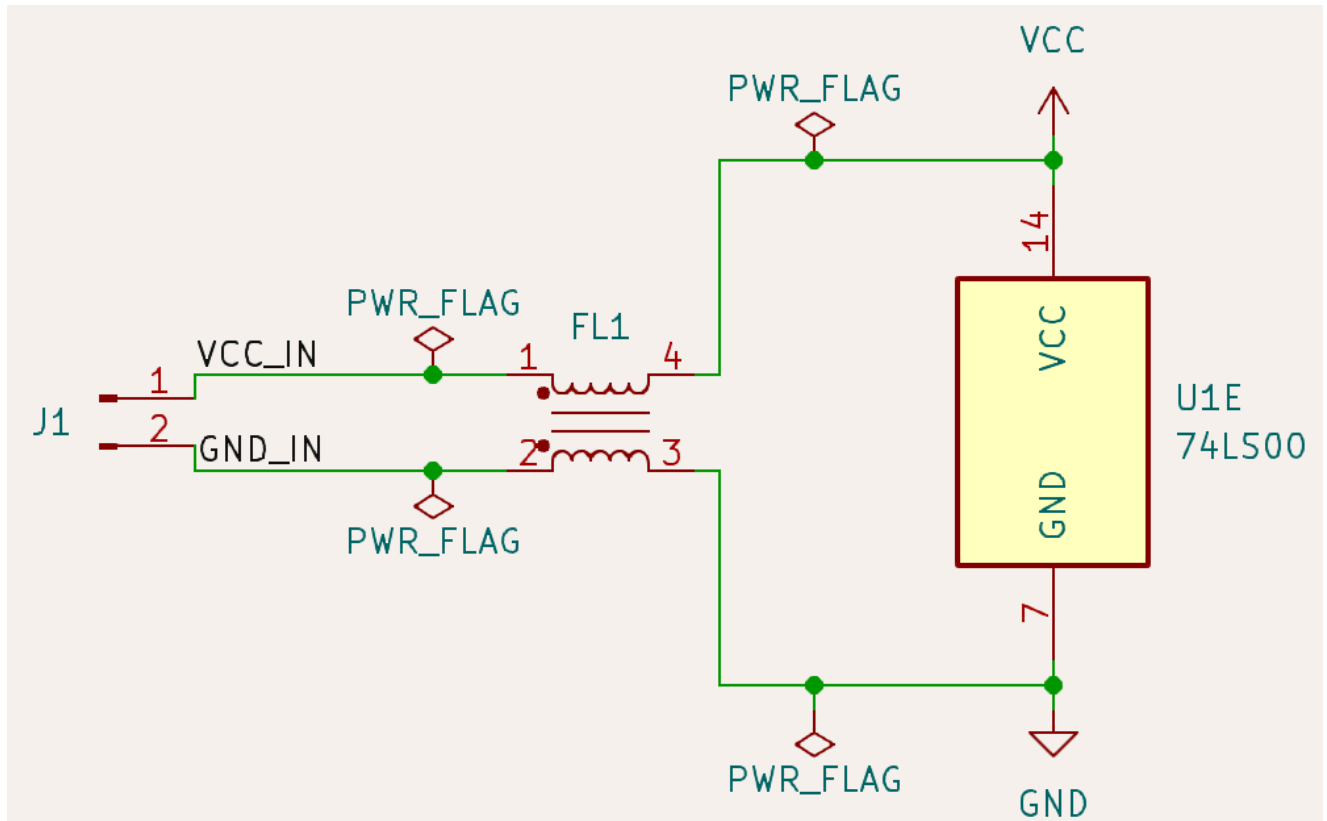 VCC
PWR_FLAG
14
PWR_FLAG
FL1
VCC
VCC_IN
1
4
1
U1E
J1
2
GND_IN
2
3
74LS00
GND
PWR_FLAG
7
PWR_FLAG
GND